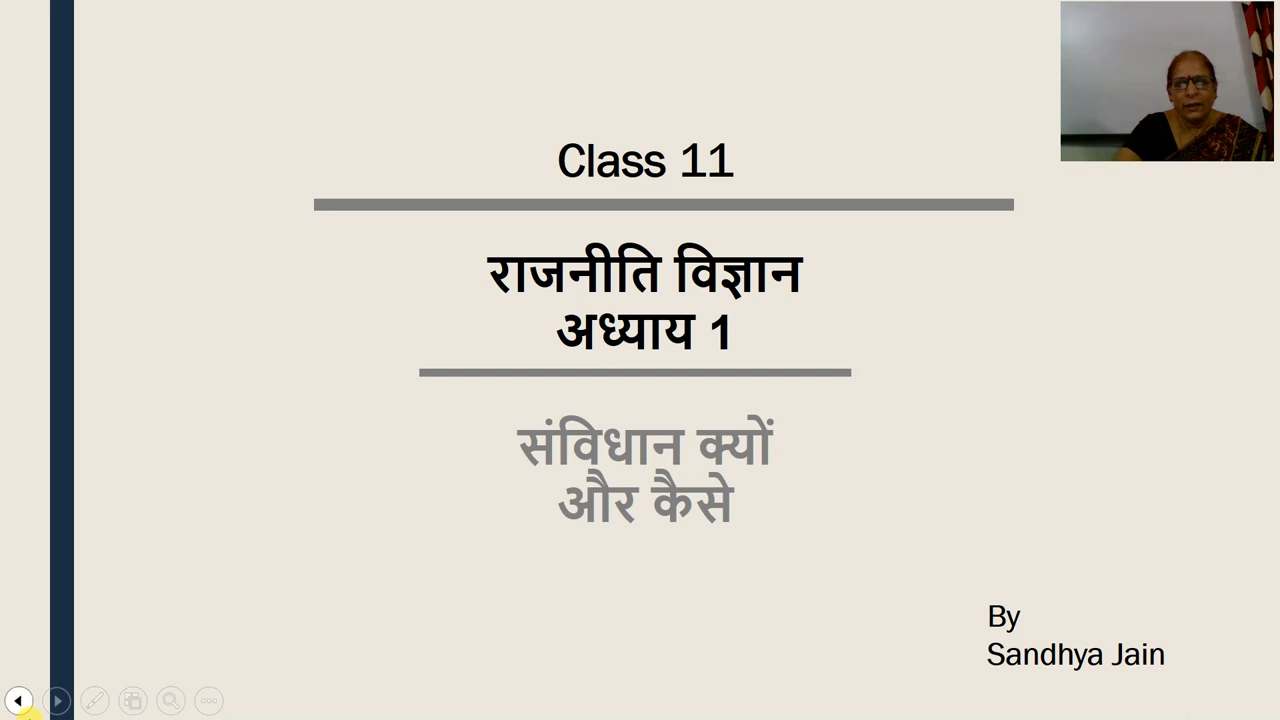 Class 11
राजनीति विज्ञान
अध्याय 1
संविधान क्यों
और कैसे
By
Sandhya Jain